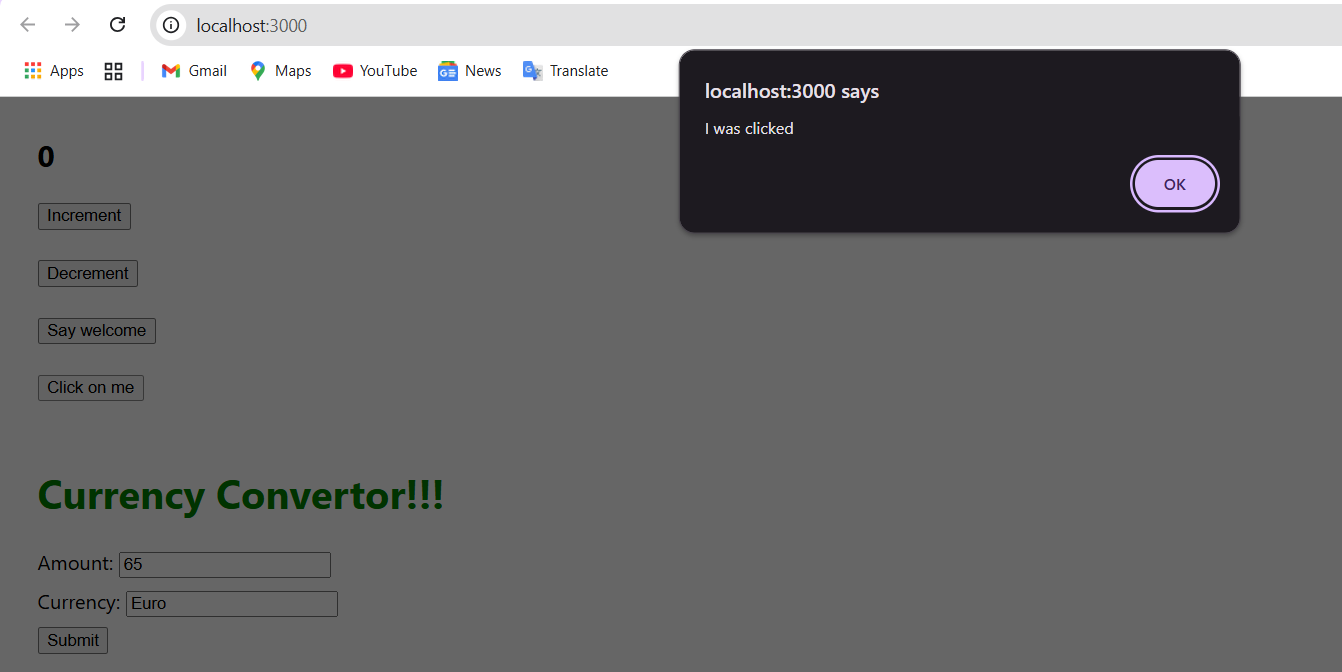 localhost:3000
Apps Gmail Maps YouTube News Translate
localhost:3000 says
I was clicked
OK
0
Increment
Decrement
Say welcome
Click on me
Currency Convertor!!!
Amount: 65
Currency: Euro
Submit